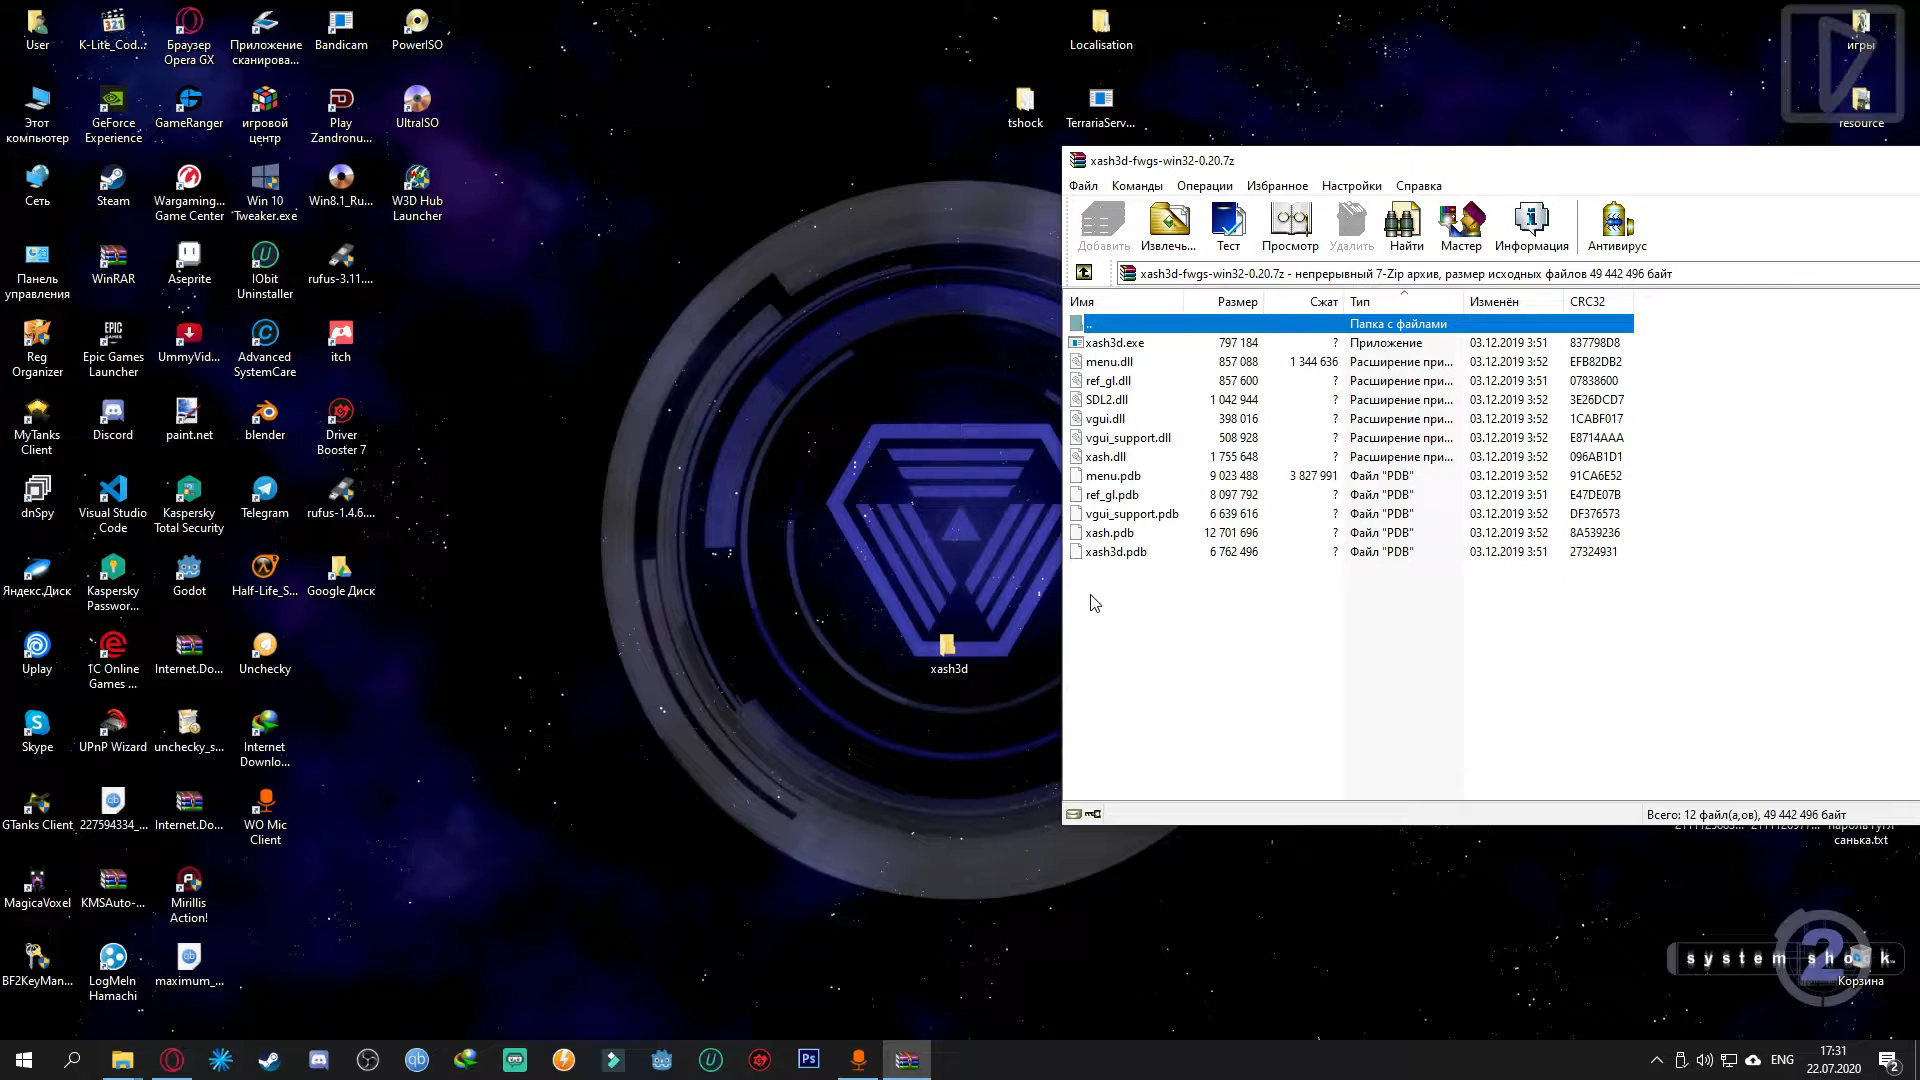 User
K-Lite_Cod...
Браузер
Opera GX
Приложение
сканирова...
Bandicam
PowerISO
Localisation
игры
Этот
компьютер
GeForce
Experience
GameRanger
игровой
центр
Play
Zandronu...
UltraISO
tshock
TerrariaServ...
resource
Сеть
Steam
Wargaming...
Game Center
Win 10
Tweaker.exe
Win8.1_Ru...
W3D Hub
Launcher
Панель
управления
WinRAR
Aseprite
IObit
Uninstaller
rufus-3.11....
Reg
Organizer
Epic Games
Launcher
UmmyVid...
Advanced
SystemCare
itch
MyTanks
Client
Discord
paint.net
blender
Driver
Booster 7
dnSpy
Visual Studio
Code
Kaspersky
Total Security
Telegram
rufus-1.4.6....
Яндекс.Диск
Kaspersky
Passwor...
Godot
Half-Life_S...
Google Диск
Uplay
1C Online
Games ...
Internet.Do...
Unchecky
Skype
UPnP Wizard
unchecky_s...
Internet
Downlo...
GTanks Client
227594334_...
Internet.Do...
WO Mic
Client
MagicaVoxel
KMSAuto-...
Mirillis
Action!
BF2KeyMan...
LogMeIn
Hamachi
maximum_...
xash3d
xash3d-fwgs-win32-0.20.7z
Файл Команды Операции Избранное Настройки Справка
Добавить Извлечь... Тест Просмотр Удалить Найти Мастер Информация Антивирус
xash3d-fwgs-win32-0.20.7z - непрерывный 7-Zip архив, размер исходных файлов 49 442 496 байт
Имя Размер Сжат Тип Изменён CRC32
.. Папка с файлами
xash3d.exe 797 184 ? Приложение 03.12.2019 3:51 837798D8
menu.dll 857 088 1 344 636 Расширение при... 03.12.2019 3:52 EFB82DB2
ref_gl.dll 857 600 ? Расширение при... 03.12.2019 3:51 07838600
SDL2.dll 1 042 944 ? Расширение при... 03.12.2019 3:52 3E26DCD7
vgui.dll 398 016 ? Расширение при... 03.12.2019 3:52 1CABF017
vgui_support.dll 508 928 ? Расширение при... 03.12.2019 3:52 E8714AAA
xash.dll 1 755 648 ? Расширение при... 03.12.2019 3:52 096AB1D1
menu.pdb 9 023 488 3 827 991 Файл "PDB" 03.12.2019 3:52 91CA6E52
ref_gl.pdb 8 097 792 ? Файл "PDB" 03.12.2019 3:51 E47DE07B
vgui_support.pdb 6 639 616 ? Файл "PDB" 03.12.2019 3:52 DF376573
xash.pdb 12 701 696 ? Файл "PDB" 03.12.2019 3:52 8A539236
xash3d.pdb 6 762 496 ? Файл "PDB" 03.12.2019 3:51 27324931
Всего: 12 файл(а,ов), 49 442 496 байт
санька.txt
system shock
2
Корзина
ENG
17:31
22.07.2020
2